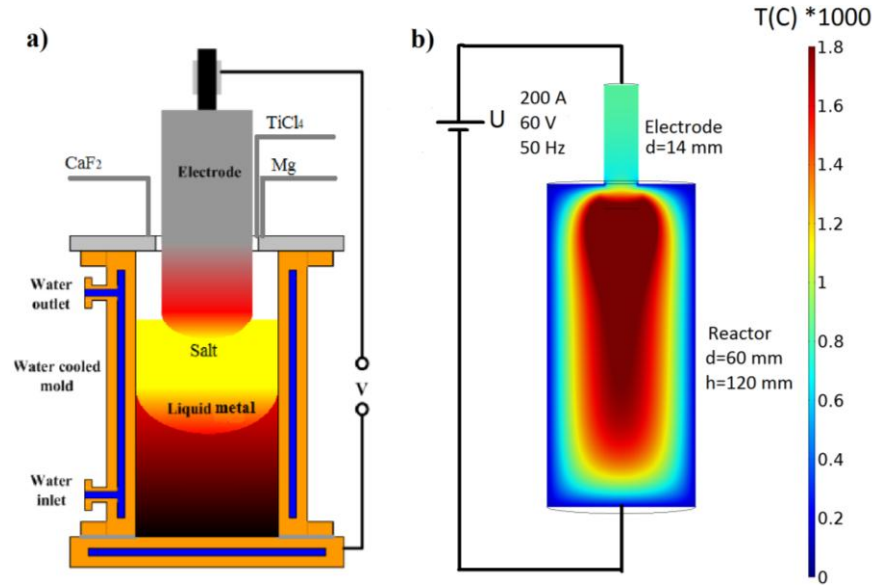 a)
TiCl4
CaF2
Mg
Electrode
Water
outlet
Water cooled
mold
Salt
Liquid metal
V
Water
inlet
b)
T(C) *1000
200 A
U
60 V
50 Hz
Electrode
d=14 mm
Reactor
d=60 mm
h=120 mm
1.8
1.6
1.4
1.2
1
0.8
0.6
0.4
0.2
0